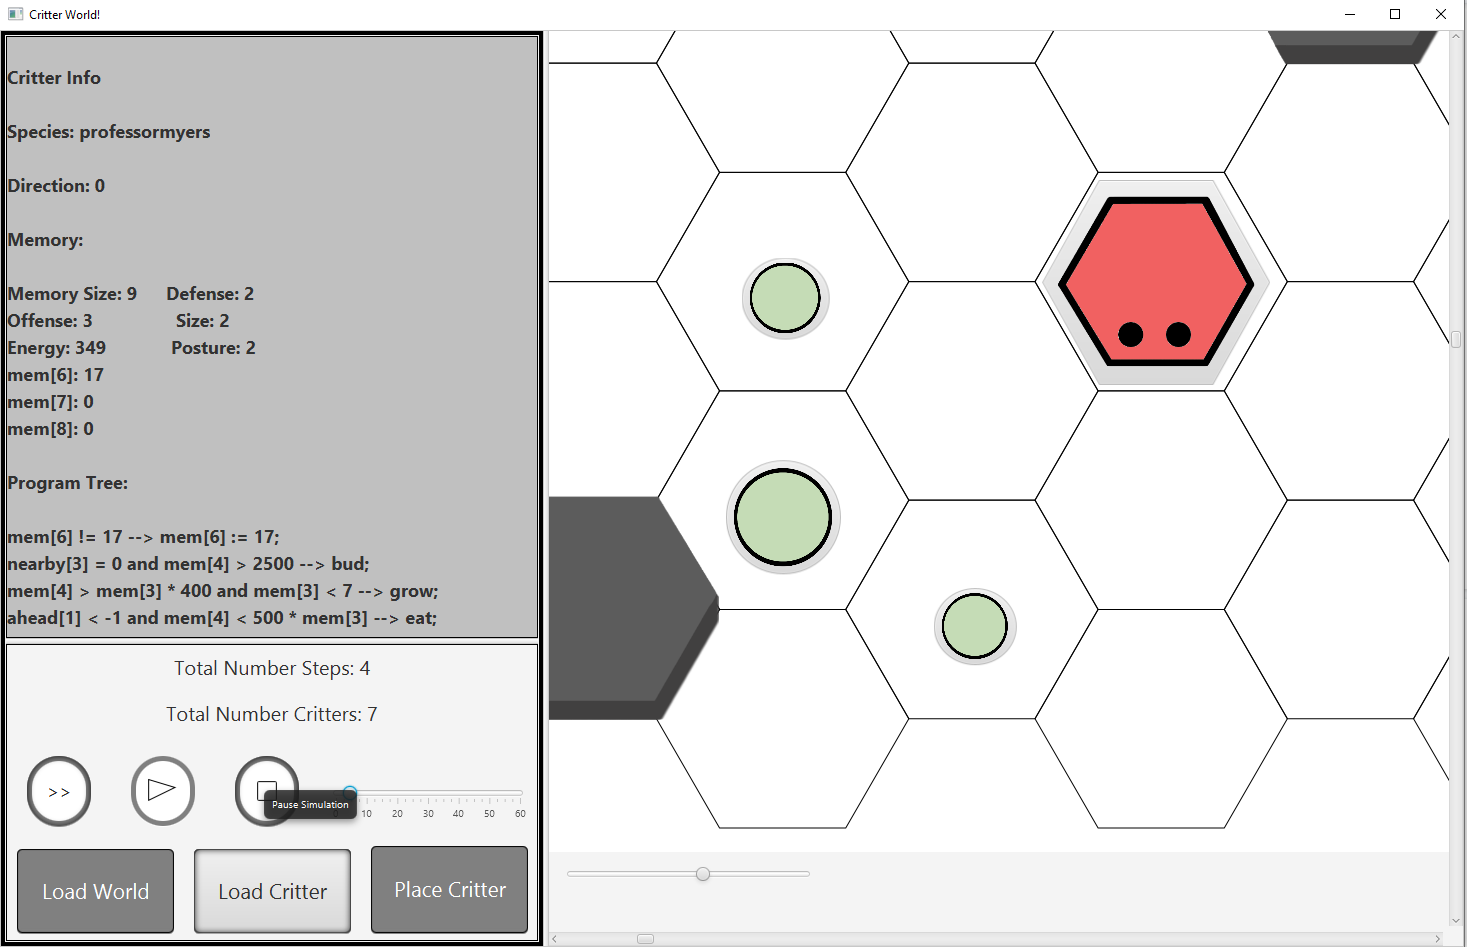 Critter World!
Critter Info
Species: professormyers
Direction: 0
Memory:
Memory Size: 9 Defense: 2
Offense: 3 Size: 2
Energy: 349 Posture: 2
mem[6]: 17
mem[7]: 0
mem[8]: 0
Program Tree:
mem[6] != 17 --> mem[6] := 17;
nearby[3] = 0 and mem[4] > 2500 --> bud;
mem[4] > mem[3] * 400 and mem[3] < 7 --> grow;
ahead[1] < -1 and mem[4] < 500 * mem[3] --> eat;
Total Number Steps: 4
Total Number Critters: 7
>>
Pause Simulation
10 20 30 40 50 60
Load World Load Critter Place Critter